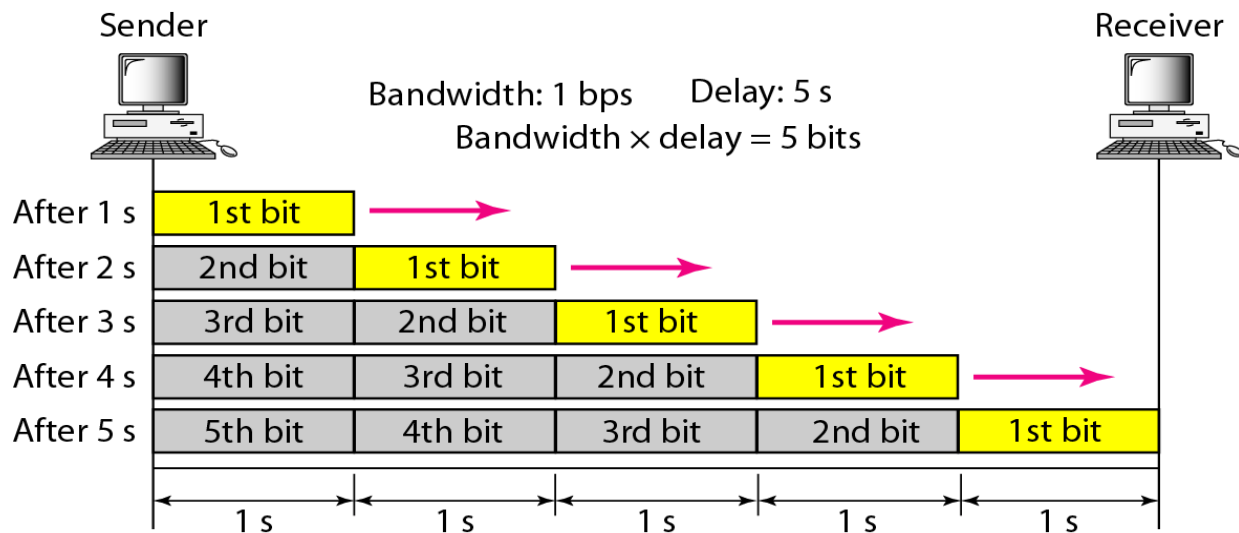 Sender
Receiver
Bandwidth: 1 bps Delay: 5 s
Bandwidth × delay = 5 bits
After 1 s 1st bit
After 2 s 2nd bit 1st bit
After 3 s 3rd bit 2nd bit 1st bit
After 4 s 4th bit 3rd bit 2nd bit 1st bit
After 5 s 5th bit 4th bit 3rd bit 2nd bit 1st bit
1 s 1 s 1 s 1 s 1 s